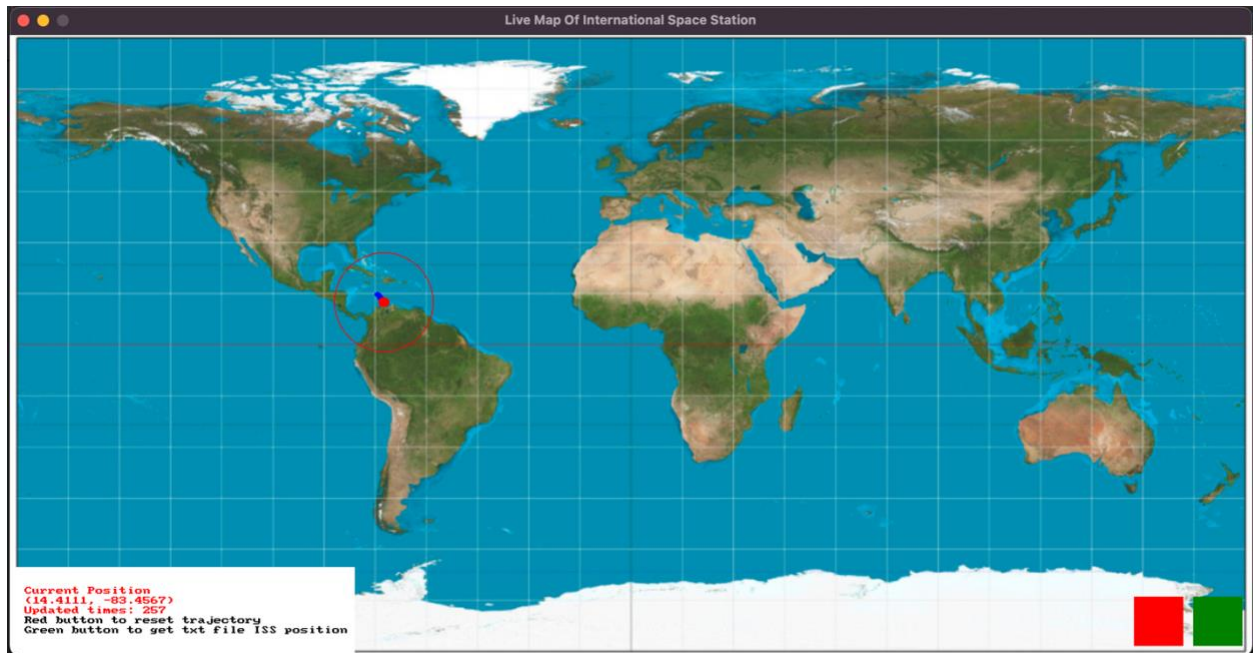 Live Map Of International Space Station
Current Position
(14.4111, -83.4567)
Updated times: 257
Red button to reset trajectory
Green button to get txt file ISS position